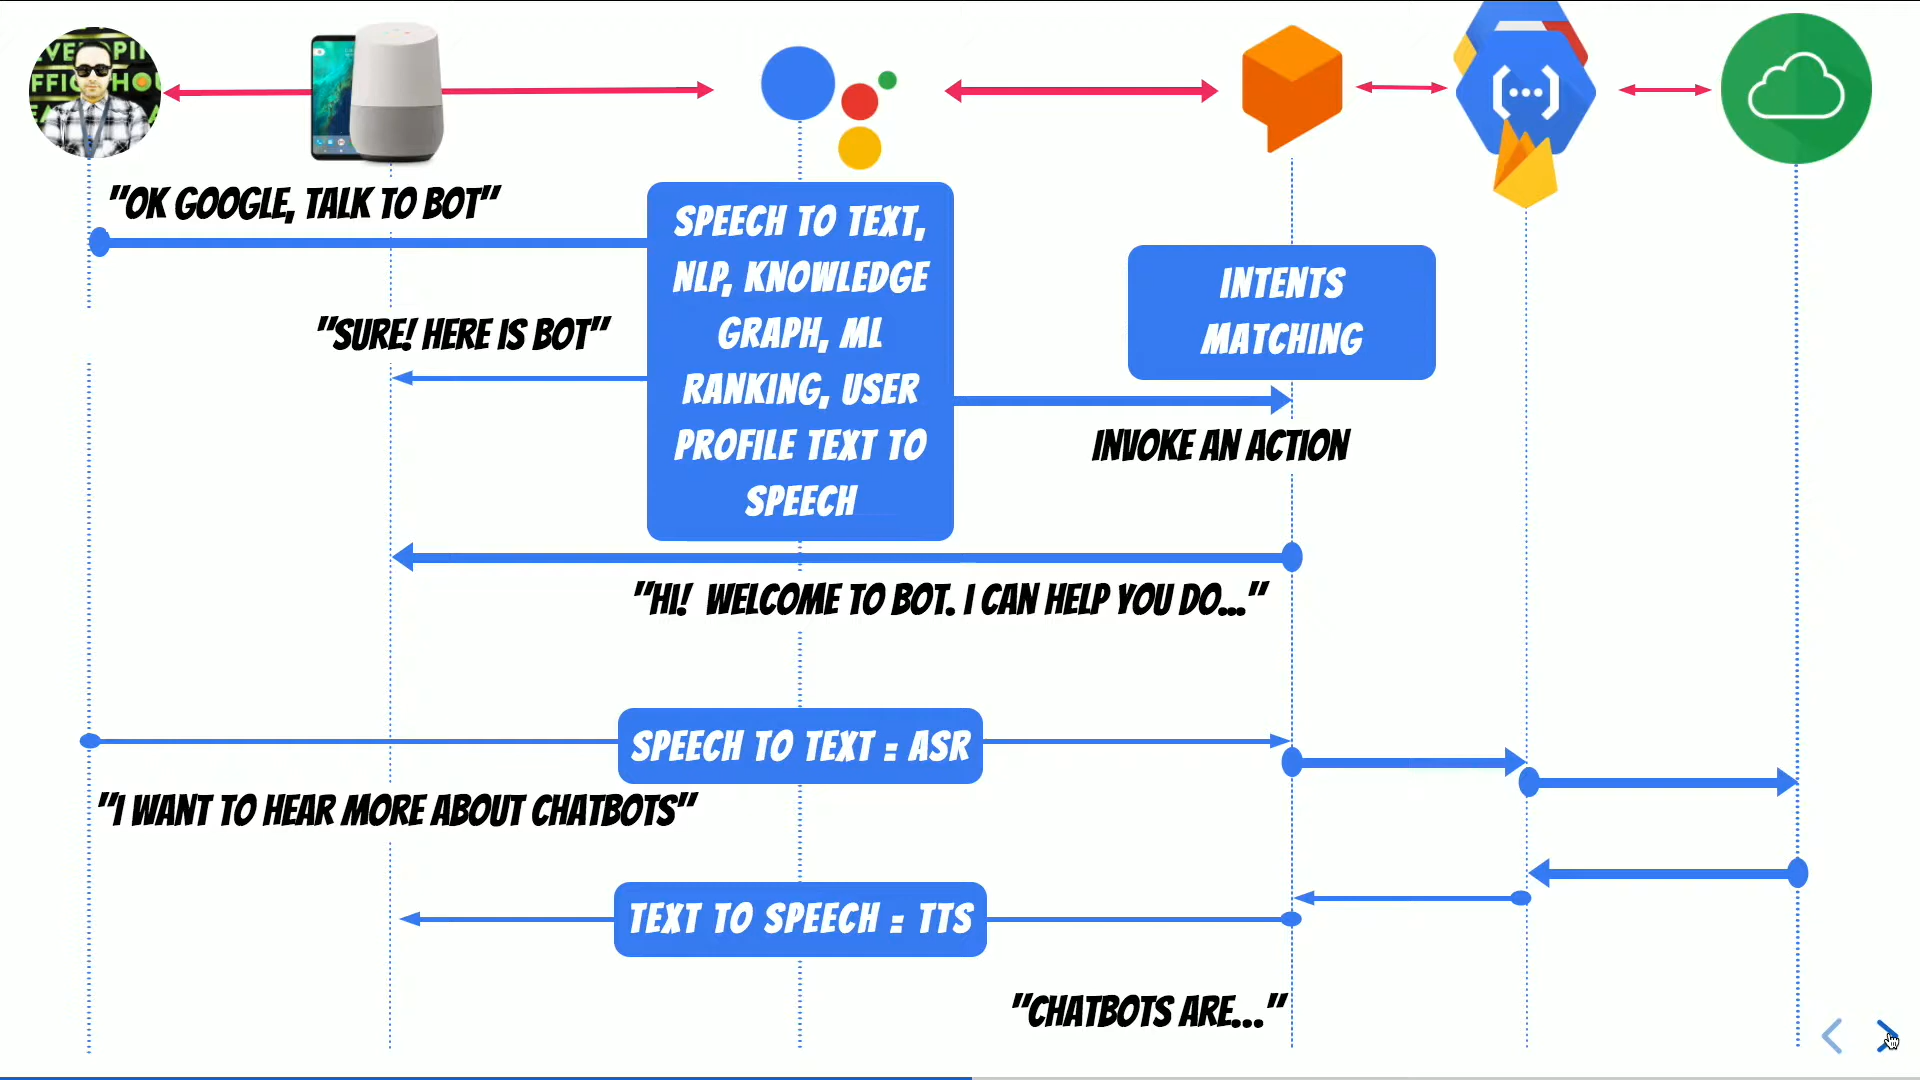 "OK GOOGLE, TALK TO BOT"
SPEECH TO TEXT,
NLP, KNOWLEDGE
GRAPH, ML
RANKING, USER
PROFILE TEXT TO
SPEECH
INTENTS
MATCHING
"SURE! HERE IS BOT"
INVOKE AN ACTION
"HI! WELCOME TO BOT. I CAN HELP YOU DO..."
SPEECH TO TEXT = ASR
"I WANT TO HEAR MORE ABOUT CHATBOTS"
TEXT TO SPEECH = TTS
"CHATBOTS ARE..."